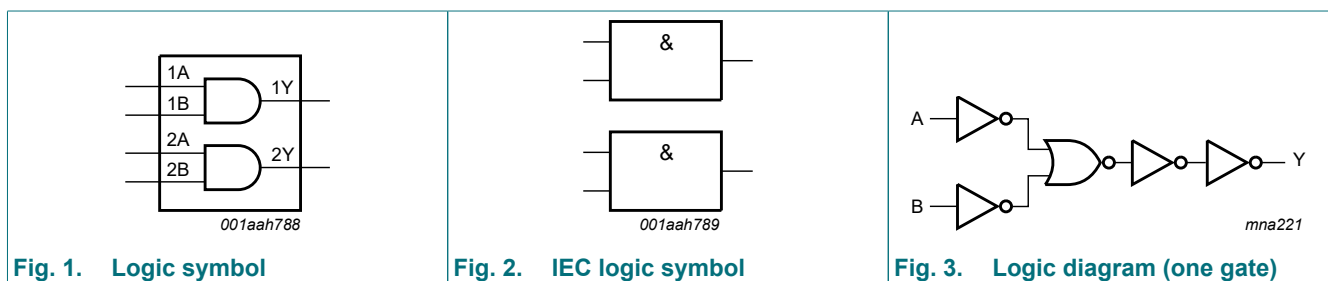 1A
1B
1Y
2A
2B
2Y
001aah788
Fig. 1. Logic symbol
&
&
001aah789
Fig. 2. IEC logic symbol
A
B
Y
mna221
Fig. 3. Logic diagram (one gate)